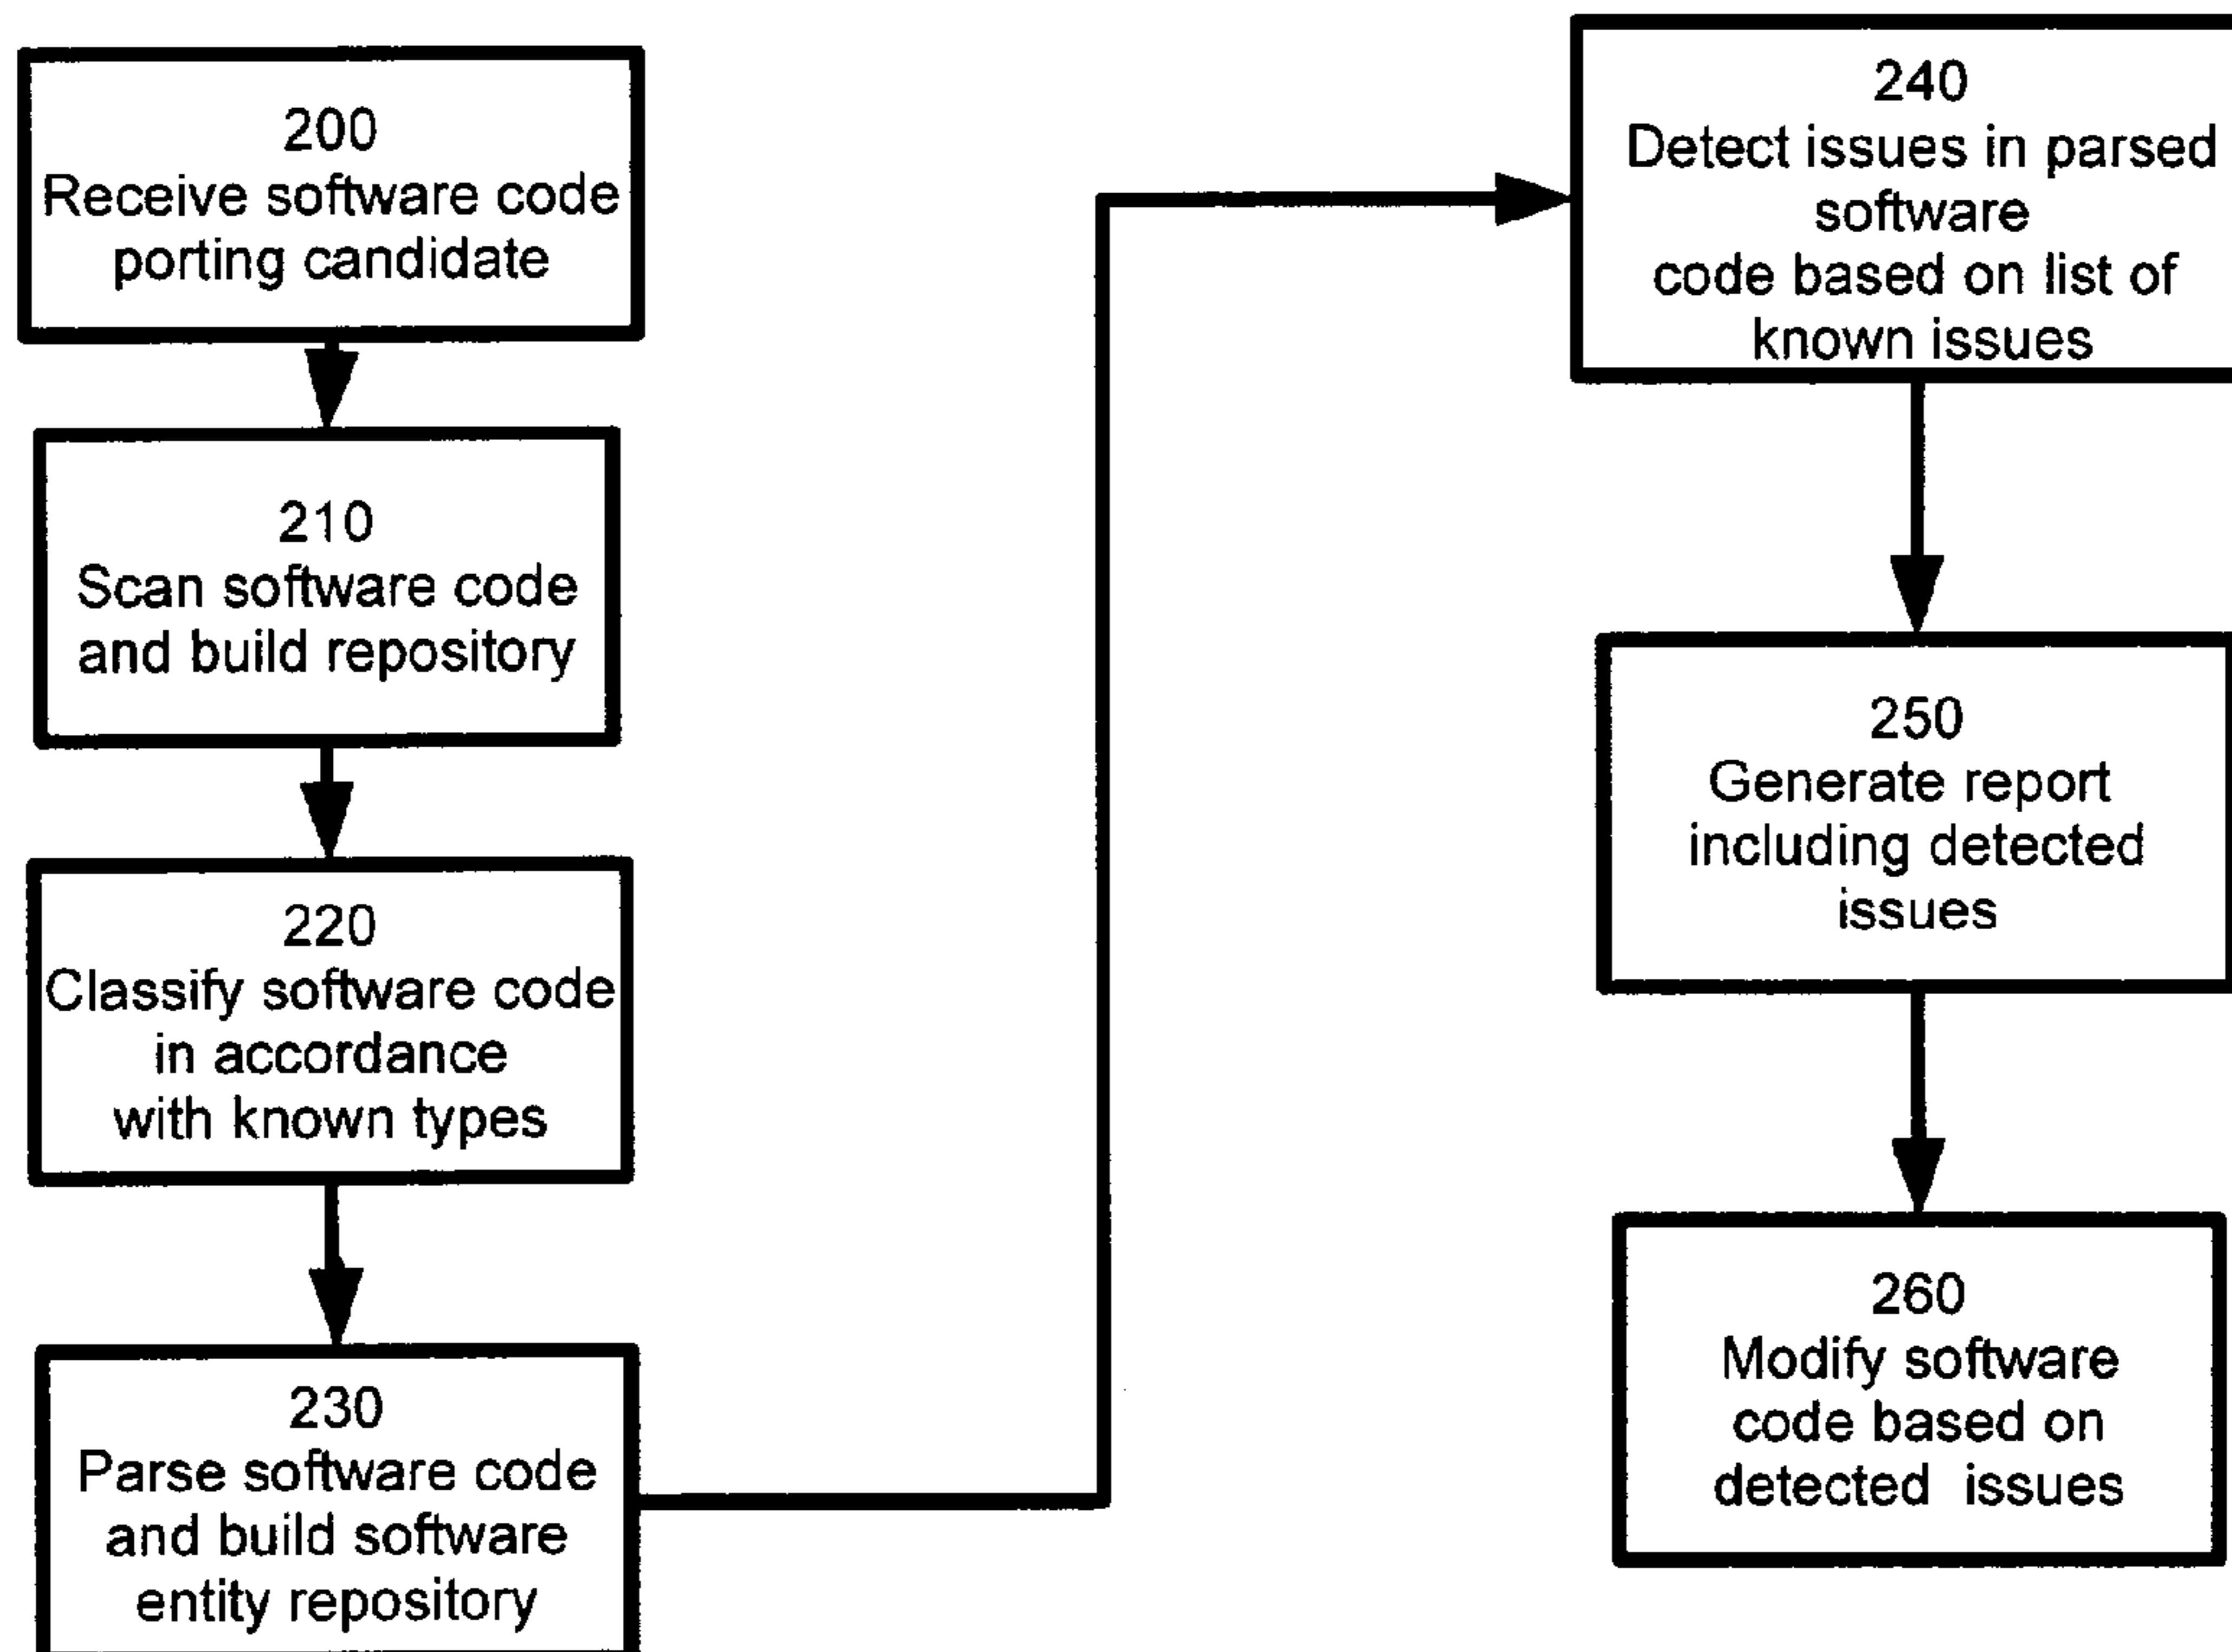 200
Receive software code
porting candidate
210
Scan software code
and build repository
220
Classify software code
in accordance
with known types
230
Parse software code
and build software
entity repository
240
Detect issues in parsed
software
code based on list of
known issues
250
Generate report
including detected
issues
260
Modify software
code based on
detected issues